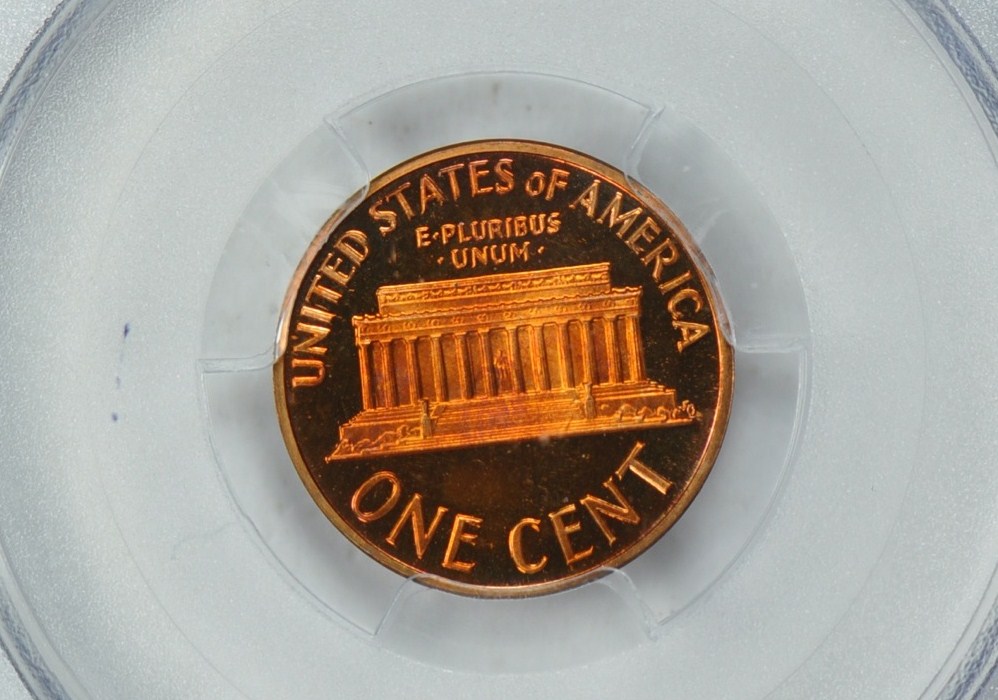 UNITED STATES OF AMERICA
E·PLURIBUS
·UNUM·
ONE CENT